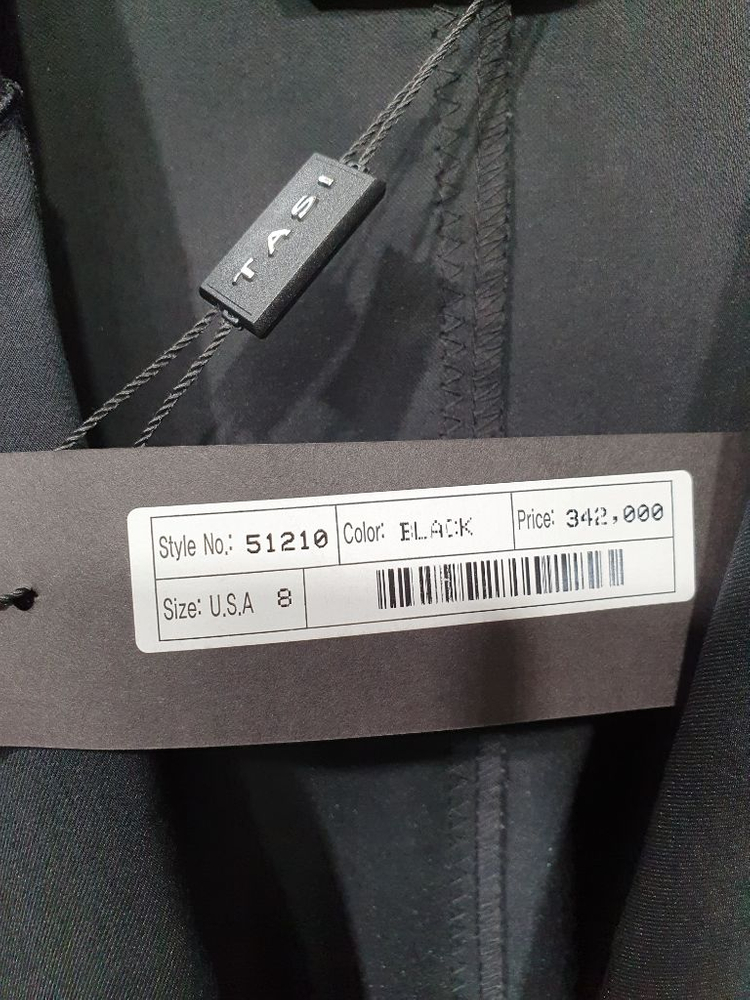 TASI
Style No.: 51210 Color: BLACK Price: 342,000
Size: U.S.A 8